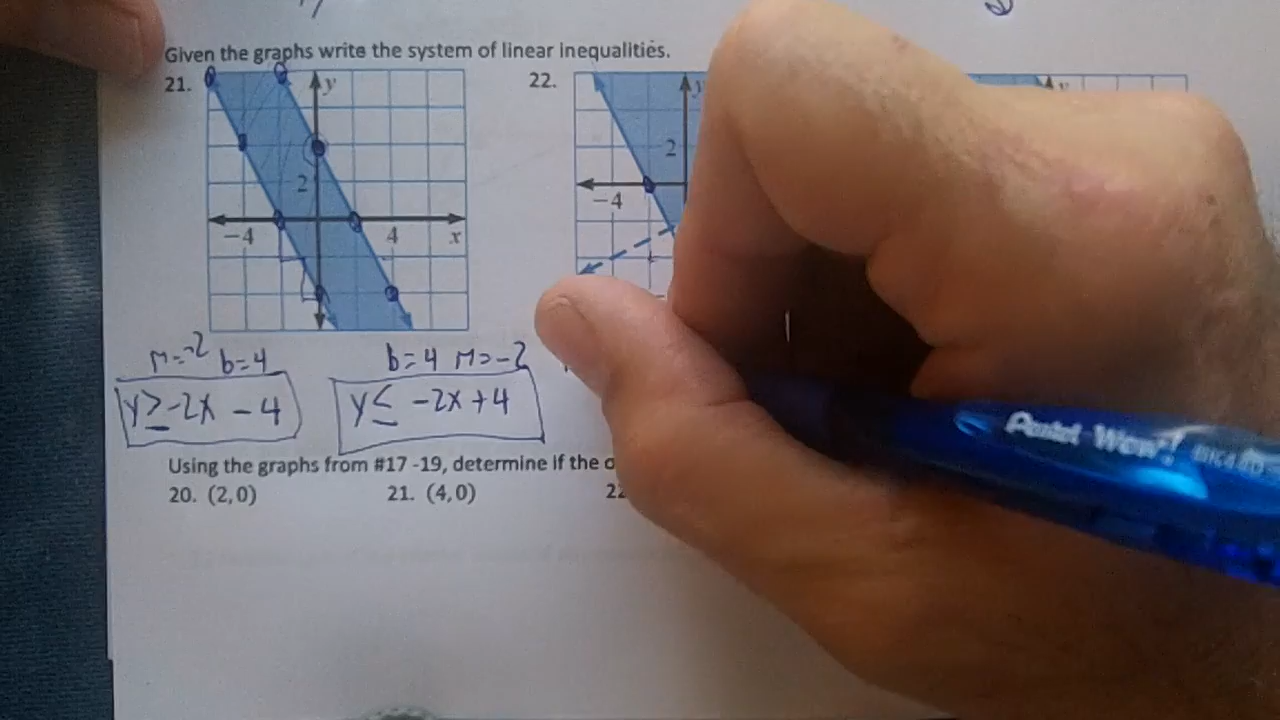 Given the graphs write the system of linear inequalities.
21.
22.
y
2
-4
4
x
y
2
-4
y
m=-2 b=4
b=4 m=-2
y≥-2x - 4
y≤ -2x +4
Pentel Wow!
Using the graphs from #17 -19, determine if the
20. (2,0)
21. (4,0)